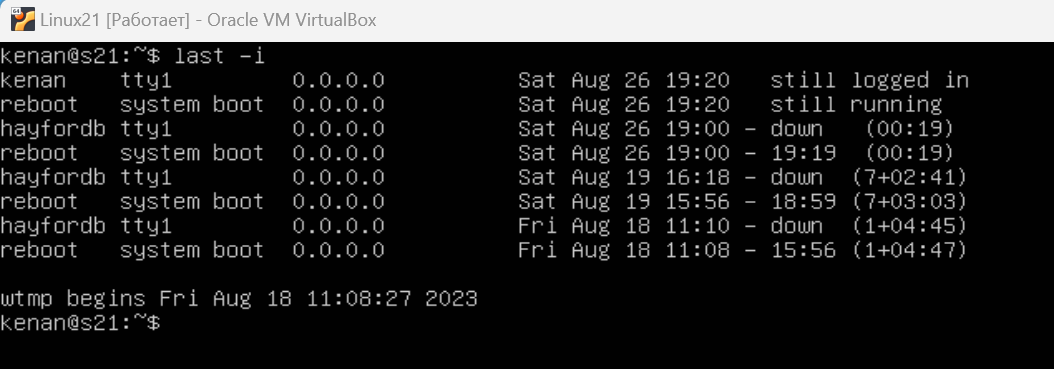 64
Linux21 [Работает] - Oracle VM VirtualBox
kenan@s21:~$ last -i
kenan tty1 0.0.0.0 Sat Aug 26 19:20 still logged in
reboot system boot 0.0.0.0 Sat Aug 26 19:20 still running
hayfordb tty1 0.0.0.0 Sat Aug 26 19:00 - down (00:19)
reboot system boot 0.0.0.0 Sat Aug 26 19:00 - 19:19 (00:19)
hayfordb tty1 0.0.0.0 Sat Aug 19 16:18 - down (7+02:41)
reboot system boot 0.0.0.0 Sat Aug 19 15:56 - 18:59 (7+03:03)
hayfordb tty1 0.0.0.0 Fri Aug 18 11:10 - down (1+04:45)
reboot system boot 0.0.0.0 Fri Aug 18 11:08 - 15:56 (1+04:47)
wtmp begins Fri Aug 18 11:08:27 2023
kenan@s21:~$